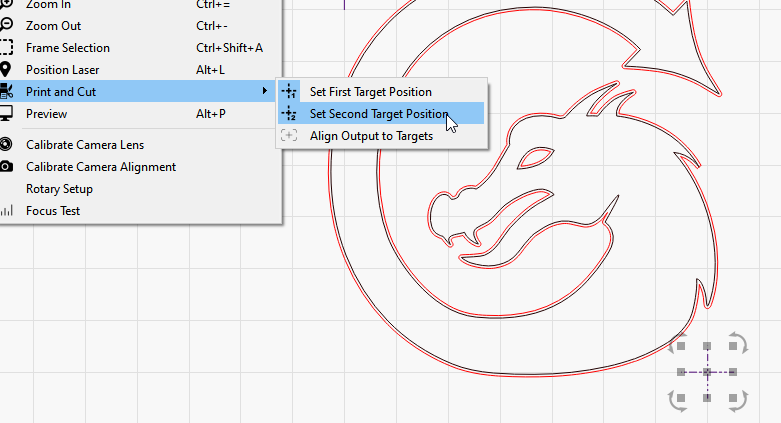 Zoom In Ctrl+=
Zoom Out Ctrl+-
Frame Selection Ctrl+Shift+A
Position Laser Alt+L
Print and Cut
Set First Target Position
Set Second Target Position
Preview Alt+P
Align Output to Targets
Calibrate Camera Lens
Calibrate Camera Alignment
Rotary Setup
Focus Test